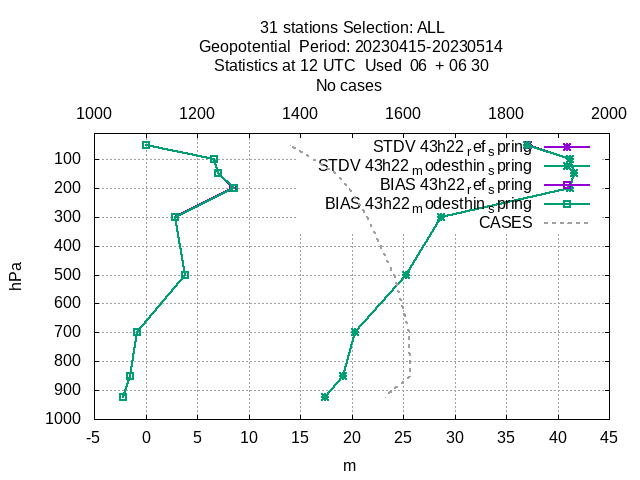 31 stations Selection: ALL
Geopotential  Period: 20230415-20230514
Statistics at 12 UTC  Used  06  + 06 30
No cases
1000 1200 1400 1600 1800 2000
STDV 43h22_ref_spring
STDV 43h22_modesthin_spring
BIAS 43h22_ref_spring
BIAS 43h22_modesthin_spring
CASES
100
200
300
400
500
600
700
800
900
1000
hPa
-5 0 5 10 15 20 25 30 35 40 45
m